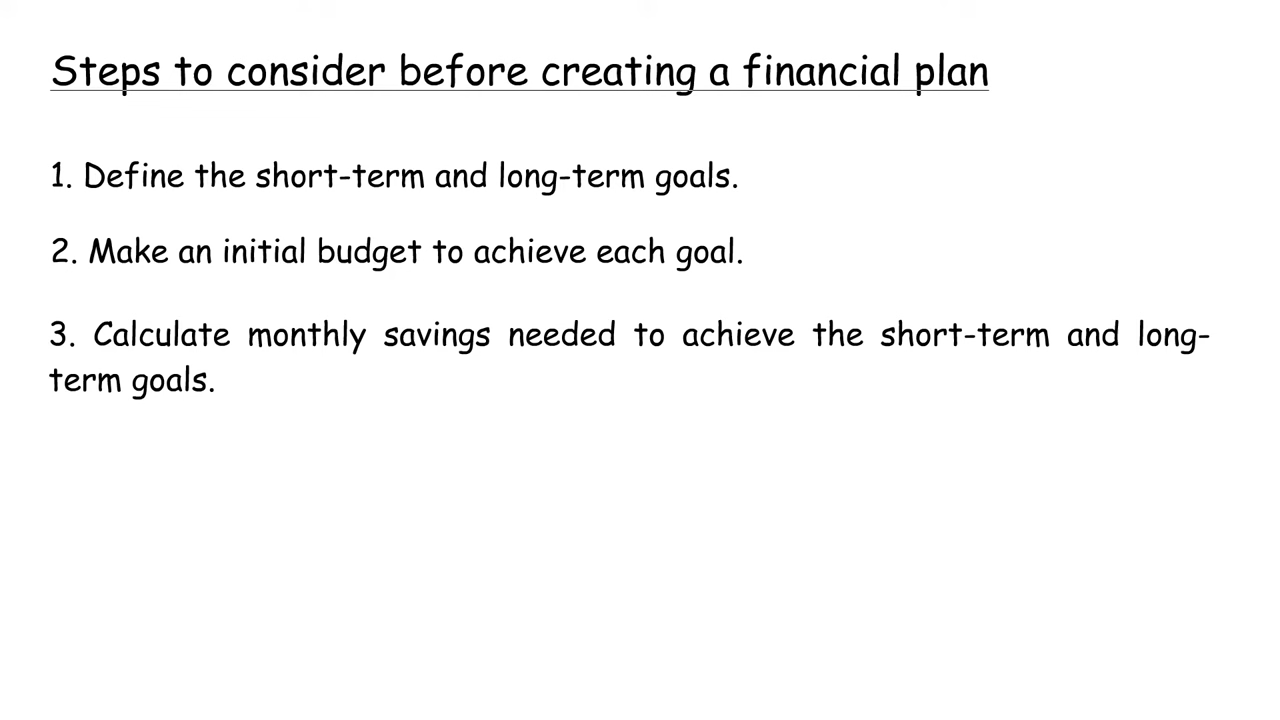 Steps to consider before creating a financial plan
1. Define the short-term and long-term goals.
2. Make an initial budget to achieve each goal.
3. Calculate monthly savings needed to achieve the short-term and long-
term goals.